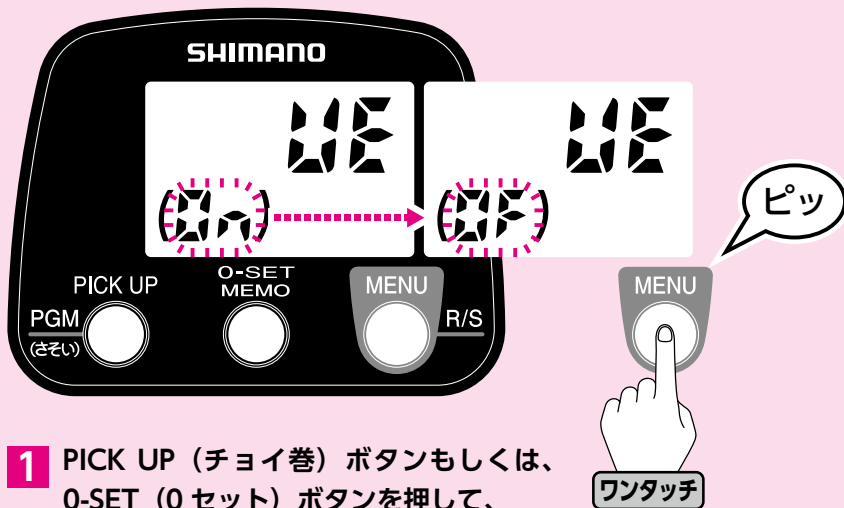 SHIMANO
UE UE
(On) (OF)
ピッ
PICK UP 0-SET MEMO MENU MENU
PGM (さそい) R/S
1 PICK UP（チョイ巻）ボタンもしくは、
0-SET（0 セット）ボタンを押して、
ワンタッチ